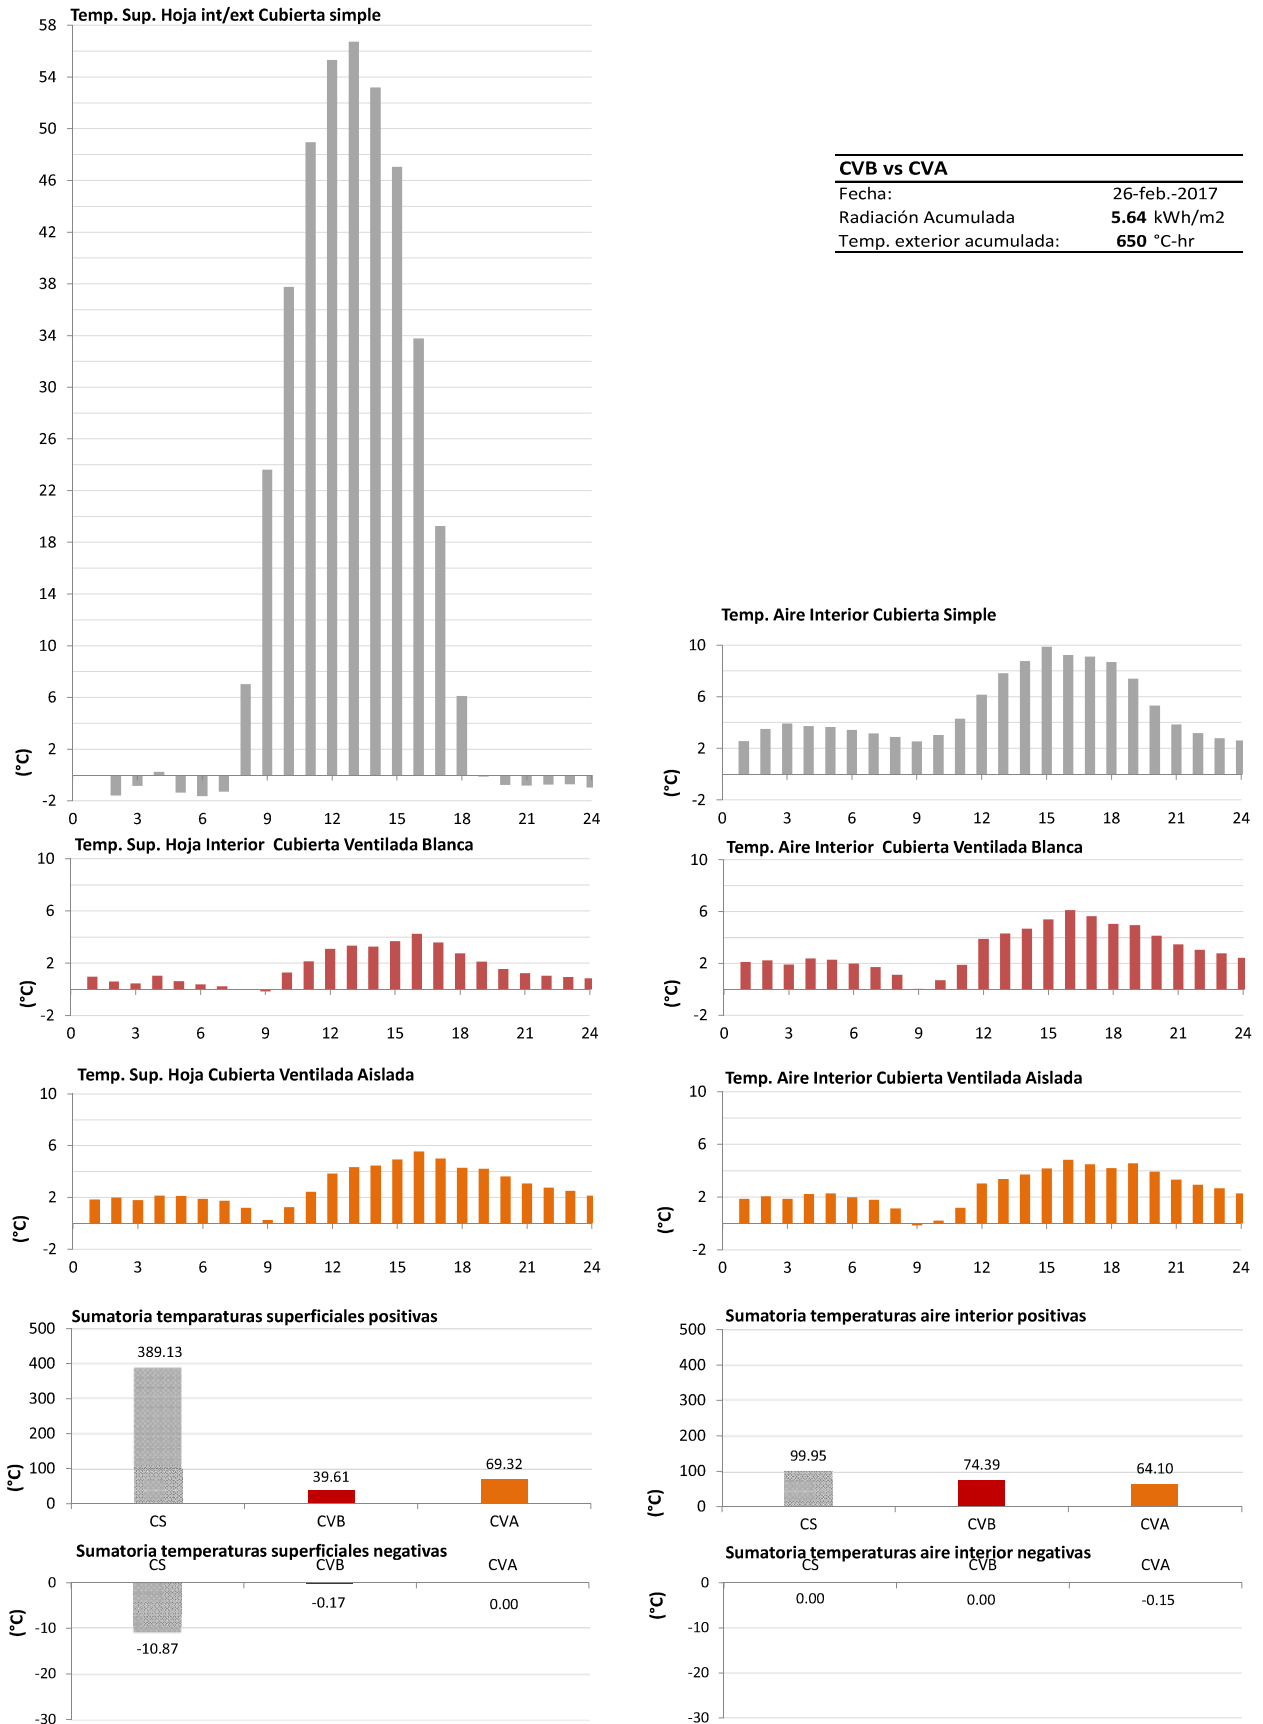 Temp. Sup. Hoja int/ext Cubierta simple
58
54
50
46
42
38
34
30
26
22
18
14
10
6
2
-2
(°C)
0 3 6 9 12 15 18 21 24
CVB vs CVA
Fecha: 26-feb.-2017
Radiación Acumulada 5.64 kWh/m2
Temp. exterior acumulada: 650 °C-hr
Temp. Aire Interior Cubierta Simple
10
6
2
-2
(°C)
0 3 6 9 12 15 18 21 24
Temp. Sup. Hoja Interior Cubierta Ventilada Blanca
10
6
2
-2
(°C)
0 3 6 9 12 15 18 21 24
Temp. Aire Interior Cubierta Ventilada Blanca
10
6
2
-2
(°C)
0 3 6 9 12 15 18 21 24
Temp. Sup. Hoja Cubierta Ventilada Aislada
10
6
2
-2
(°C)
0 3 6 9 12 15 18 21 24
Temp. Aire Interior Cubierta Ventilada Aislada
10
6
2
-2
(°C)
0 3 6 9 12 15 18 21 24
Sumatoria temparaturas superficiales positivas
500
400
300
200
100
0
(°C)
389.13
39.61
69.32
CS CVB CVA
Sumatoria temperaturas aire interior positivas
500
400
300
200
100
0
(°C)
99.95
74.39
64.10
CS CVB CVA
Sumatoria temperaturas superficiales negativas
CS CVB CVA
0
-10
-20
-30
(°C)
-10.87
-0.17
0.00
Sumatoria temperaturas aire interior negativas
CS CVB CVA
0
-10
-20
-30
(°C)
0.00
0.00
-0.15